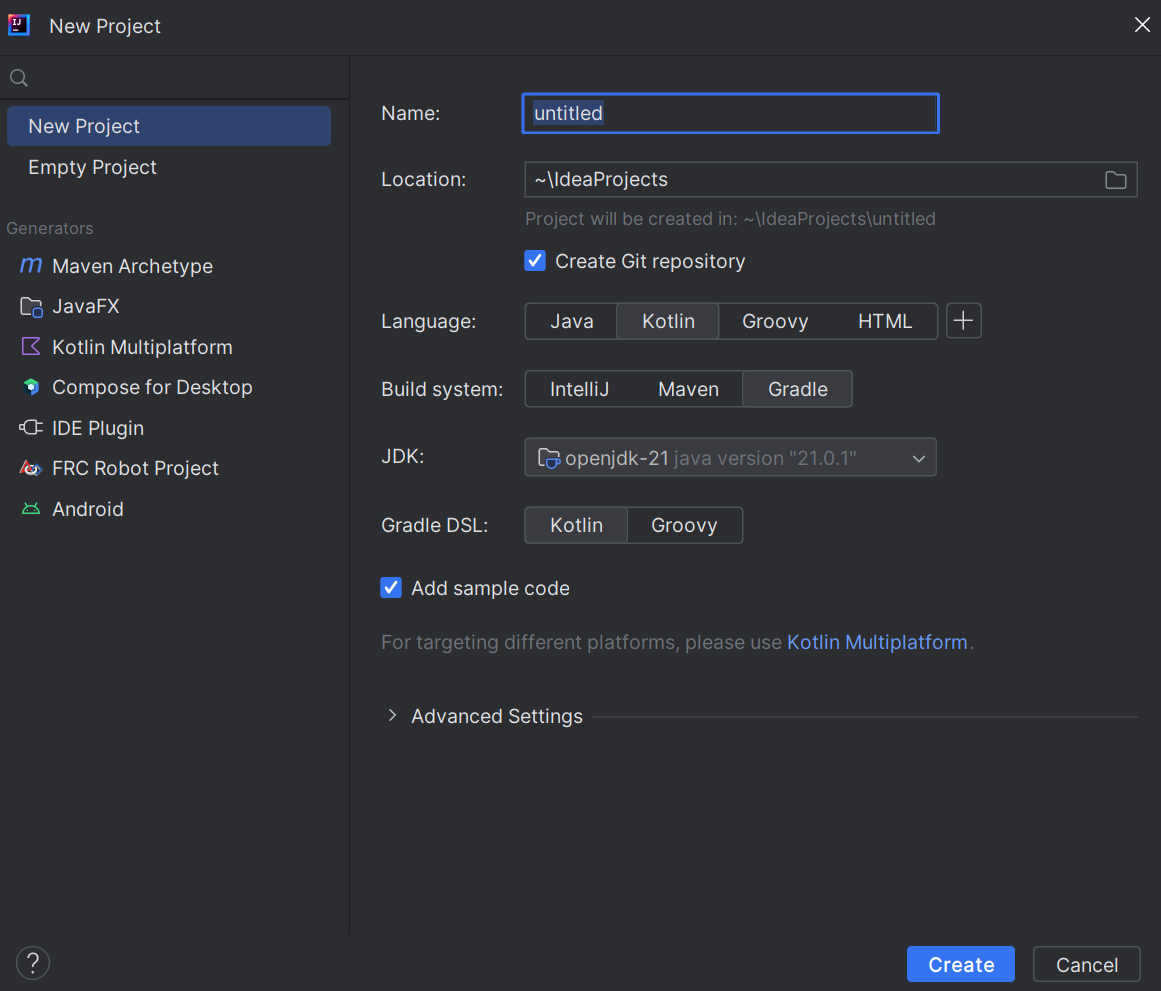 New Project
New Project
Empty Project
Generators
Maven Archetype
JavaFX
Kotlin Multiplatform
Compose for Desktop
IDE Plugin
FRC Robot Project
Android
Name: untitled
Location: ~\IdeaProjects
Project will be created in: ~\IdeaProjects\untitled
Create Git repository
Language: Java Kotlin Groovy HTML
Build system: IntelliJ Maven Gradle
JDK: openjdk-21 java version "21.0.1"
Gradle DSL: Kotlin Groovy
Add sample code
For targeting different platforms, please use Kotlin Multiplatform.
Advanced Settings
? Create Cancel